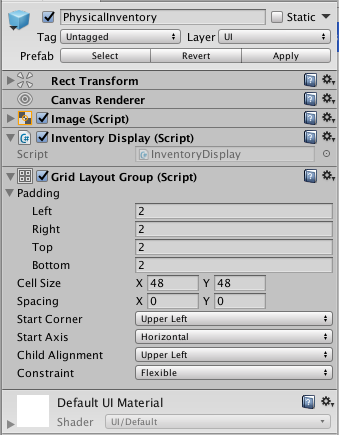 PhysicalInventory Static
Tag Untagged Layer UI
Prefab Select Revert Apply
Rect Transform
Canvas Renderer
Image (Script)
Inventory Display (Script)
Script InventoryDisplay
Grid Layout Group (Script)
Padding
Left 2
Right 2
Top 2
Bottom 2
Cell Size X 48 Y 48
Spacing X 0 Y 0
Start Corner Upper Left
Start Axis Horizontal
Child Alignment Upper Left
Constraint Flexible
Default UI Material
Shader UI/Default